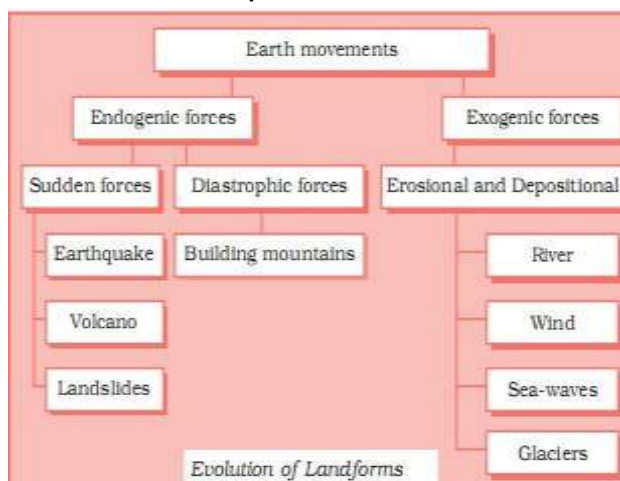 Earth movements
Endogenic forces
Exogenic forces
Sudden forces
Diastrophic forces
Erosional and Depositional
Earthquake
Building mountains
River
Volcano
Wind
Landslides
Sea-waves
Glaciers
Evolution of Landforms